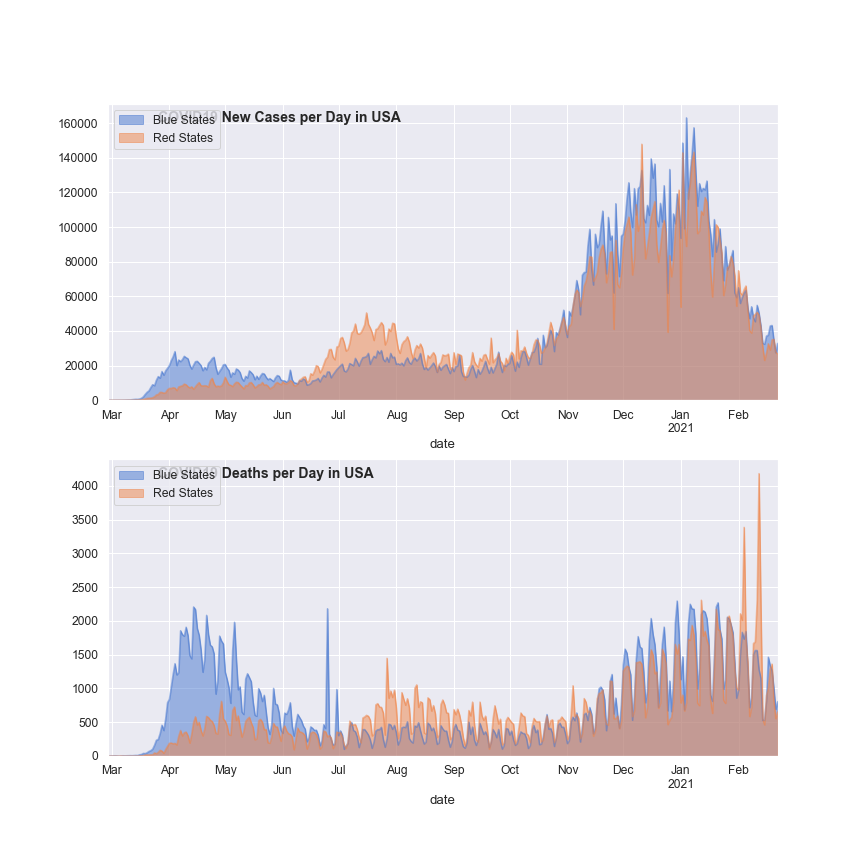 COVID19 New Cases per Day in USA
Blue States
Red States
160000
140000
120000
100000
80000
60000
40000
20000
0
Mar Apr May Jun Jul Aug Sep Oct Nov Dec Jan Feb
2021
date
COVID19 Deaths per Day in USA
Blue States
Red States
4000
3500
3000
2500
2000
1500
1000
500
0
Mar Apr May Jun Jul Aug Sep Oct Nov Dec Jan Feb
2021
date